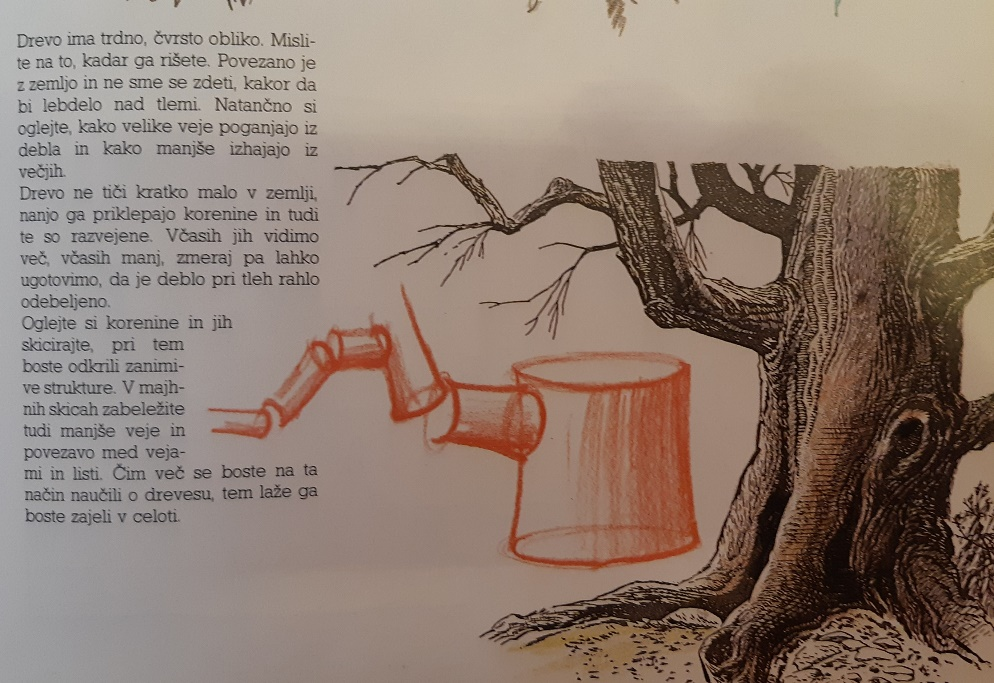 Drevo ima trdno, čvrsto obliko. Misli-
te na to, kadar ga rišete. Povezano je
z zemljo in ne sme se zdeti, kakor da
bi lebdelo nad tlemi. Natančno si
oglejte, kako velike veje poganjajo iz
debla in kako manjše izhajajo iz
večjih.
Drevo ne tiči kratko malo v zemlji,
nanjo ga priklepajo korenine in tudi
te so razvejene. Včasih jih vidimo
več, včasih manj, zmeraj pa lahko
ugotovimo, da je deblo pri tleh rahlo
odebeljeno.
Oglejte si korenine in jih
skicirajte, pri tem
boste odkrili zanimi-
ve strukture. V majh-
nih skicah zabeležite
tudi manjše veje in
povezavo med veja-
mi in listi. Čim več se boste na ta
način naučili o drevesu, tem laže ga
boste zajeli v celoti.